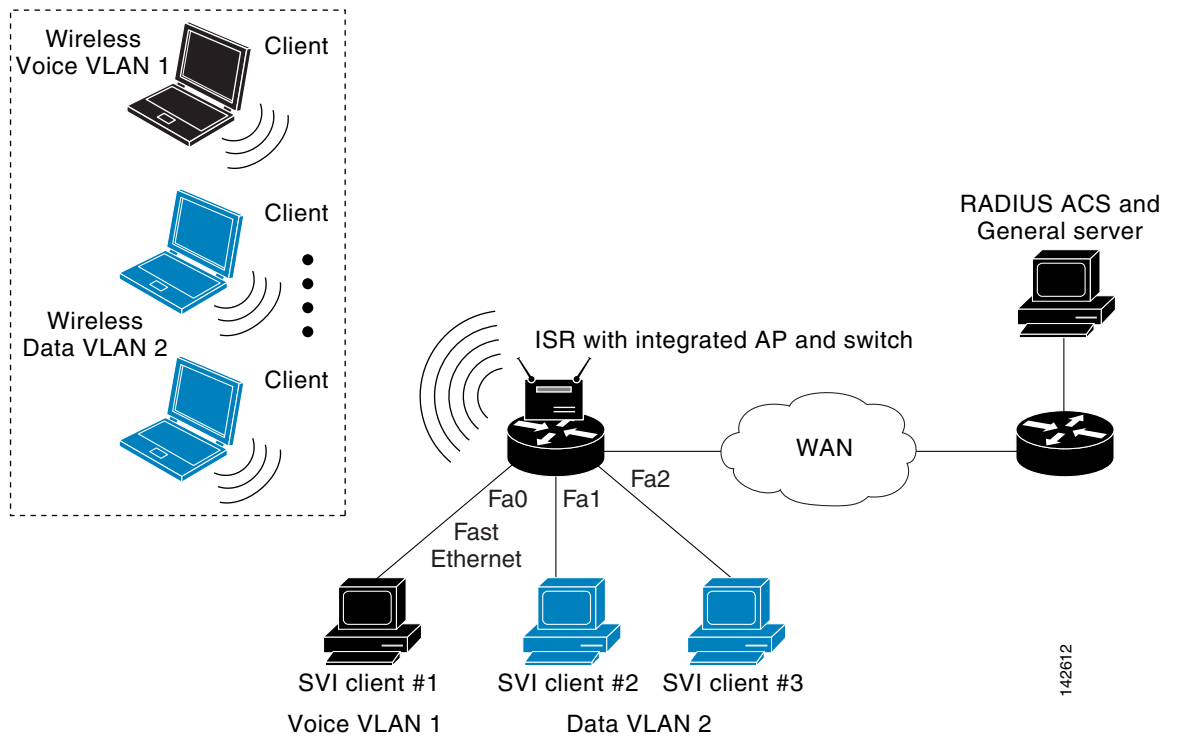 Wireless
Voice VLAN 1
Client
Client
Wireless
Data VLAN 2
Client
RADIUS ACS and
General server
ISR with integrated AP and switch
WAN
Fa0
Fa1
Fa2
Fast
Ethernet
SVI client #1
SVI client #2
SVI client #3
Voice VLAN 1
Data VLAN 2
142612